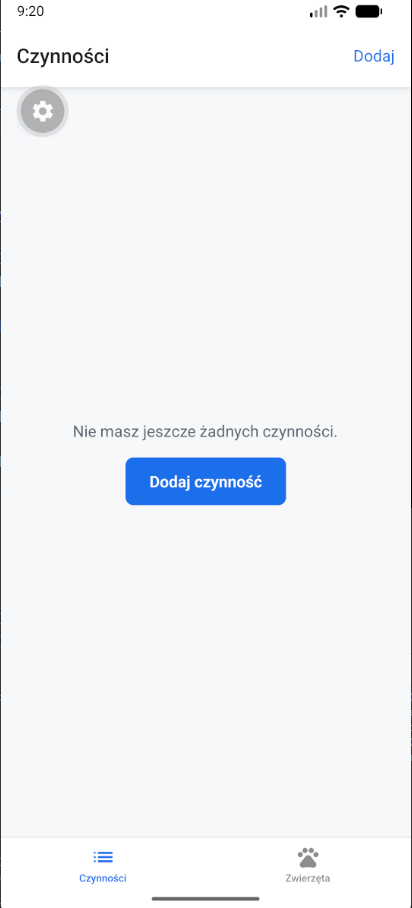 9:20
Czynności
Dodaj
Nie masz jeszcze żadnych czynności.
Dodaj czynność
Czynności
Zwierzęta